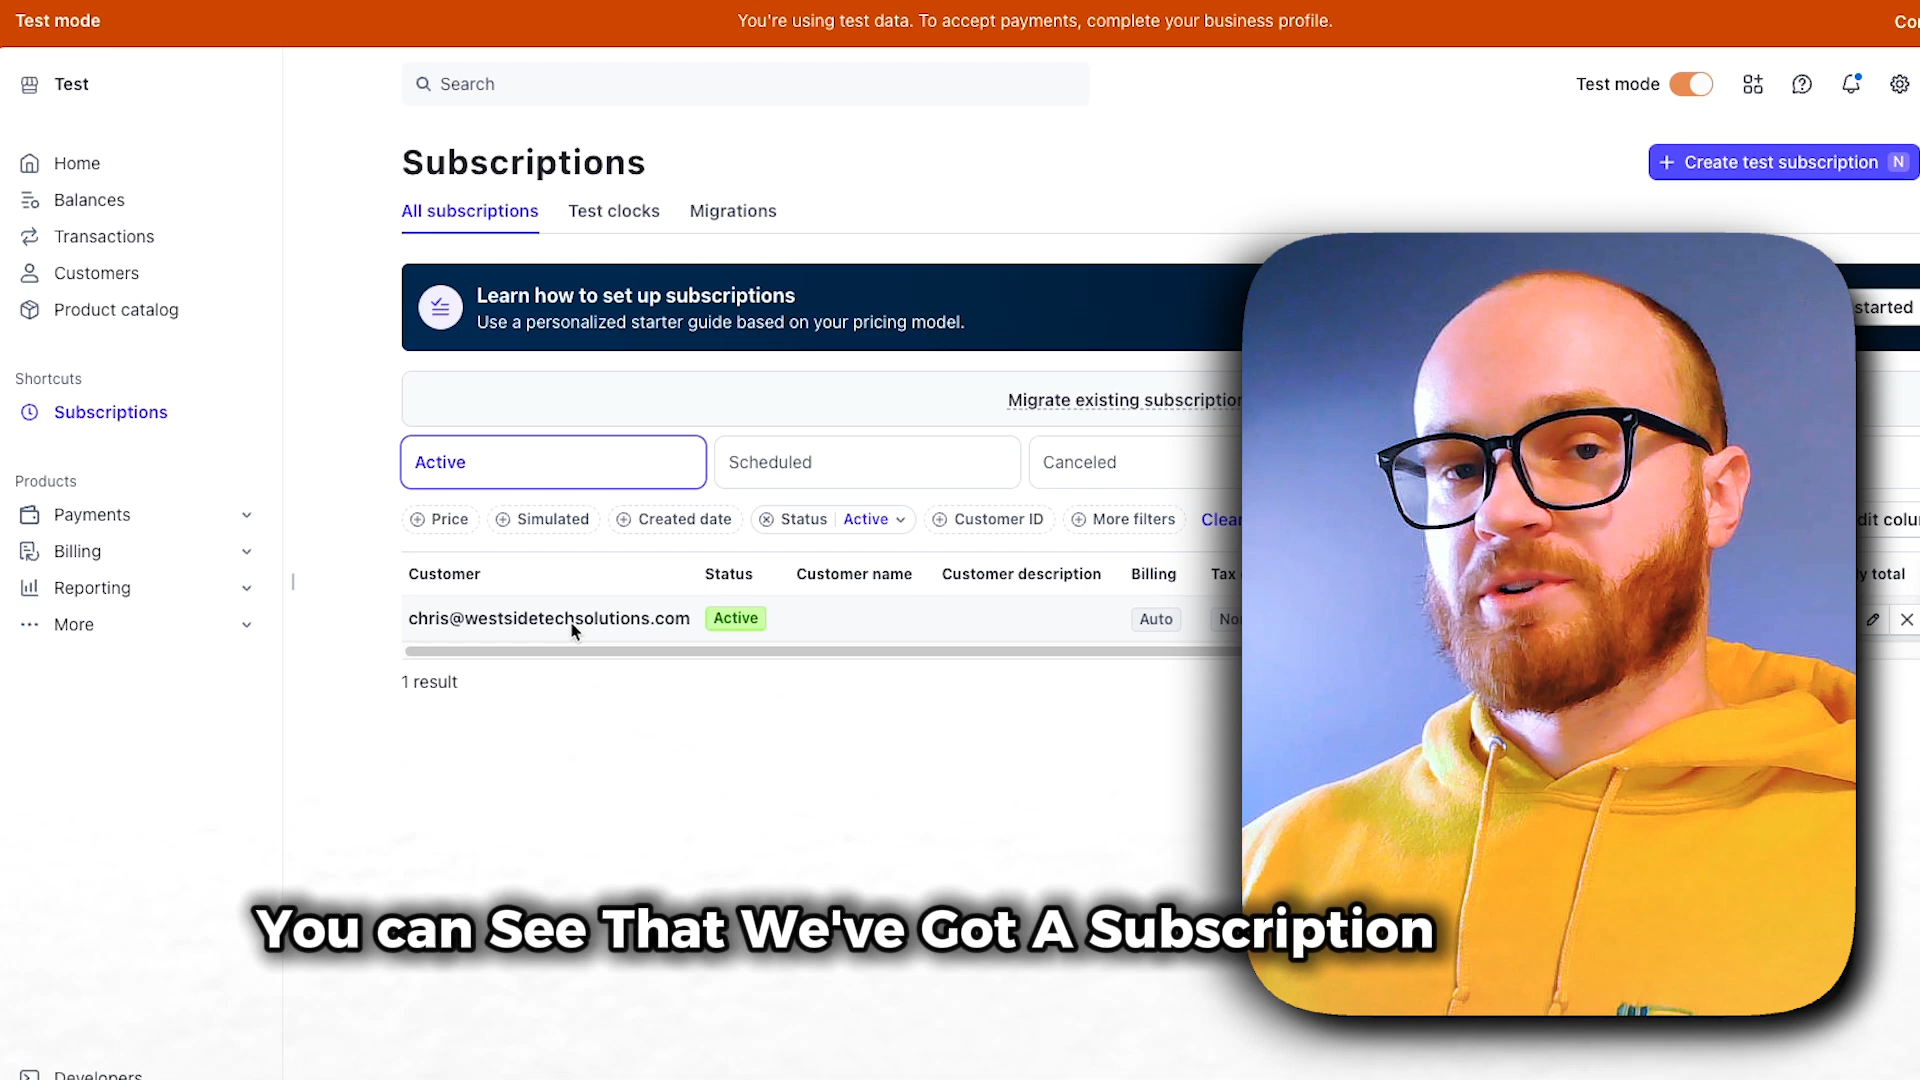 Test mode
You're using test data. To accept payments, complete your business profile.
Test
Search
Test mode
Home
Balances
Transactions
Customers
Product catalog
Shortcuts
Subscriptions
Products
Payments
Billing
Reporting
More
Developers
Subscriptions
+ Create test subscription N
All subscriptions Test clocks Migrations
Learn how to set up subscriptions
Use a personalized starter guide based on your pricing model.
started
Migrate existing
Active Scheduled Canceled
Price Simulated Created date Status Active Customer ID More filters
Customer Status Customer name Customer description Billing Tax total
chris@westsidetechsolutions.com Active Auto
1 result
You can See That We've Got A Subscription